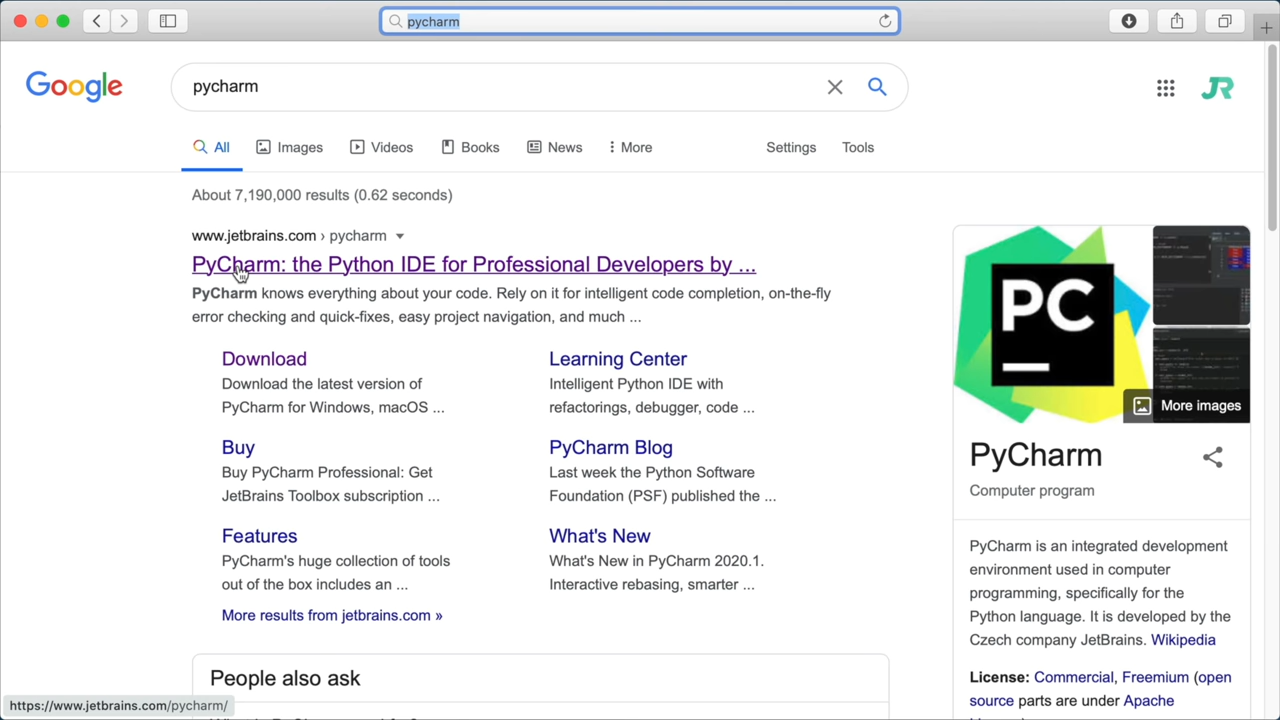 pycharm
Google
pycharm
JR
All
Images
Videos
Books
News
More
Settings
Tools
About 7,190,000 results (0.62 seconds)
www.jetbrains.com › pycharm
PyCharm: the Python IDE for Professional Developers by ...
PyCharm knows everything about your code. Rely on it for intelligent code completion, on-the-fly
error checking and quick-fixes, easy project navigation, and much ...
Download
Download the latest version of
PyCharm for Windows, macOS ...
Learning Center
Intelligent Python IDE with
refactorings, debugger, code ...
Buy
Buy PyCharm Professional: Get
JetBrains Toolbox subscription ...
PyCharm Blog
Last week the Python Software
Foundation (PSF) published the ...
Features
PyCharm's huge collection of tools
out of the box includes an ...
What's New
What's New in PyCharm 2020.1.
Interactive rebasing, smarter ...
More results from jetbrains.com »
People also ask
PC
More images
PyCharm
Computer program
PyCharm is an integrated development
environment used in computer
programming, specifically for the
Python language. It is developed by the
Czech company JetBrains. Wikipedia
License: Commercial, Freemium (open
source parts are under Apache
https://www.jetbrains.com/pycharm/